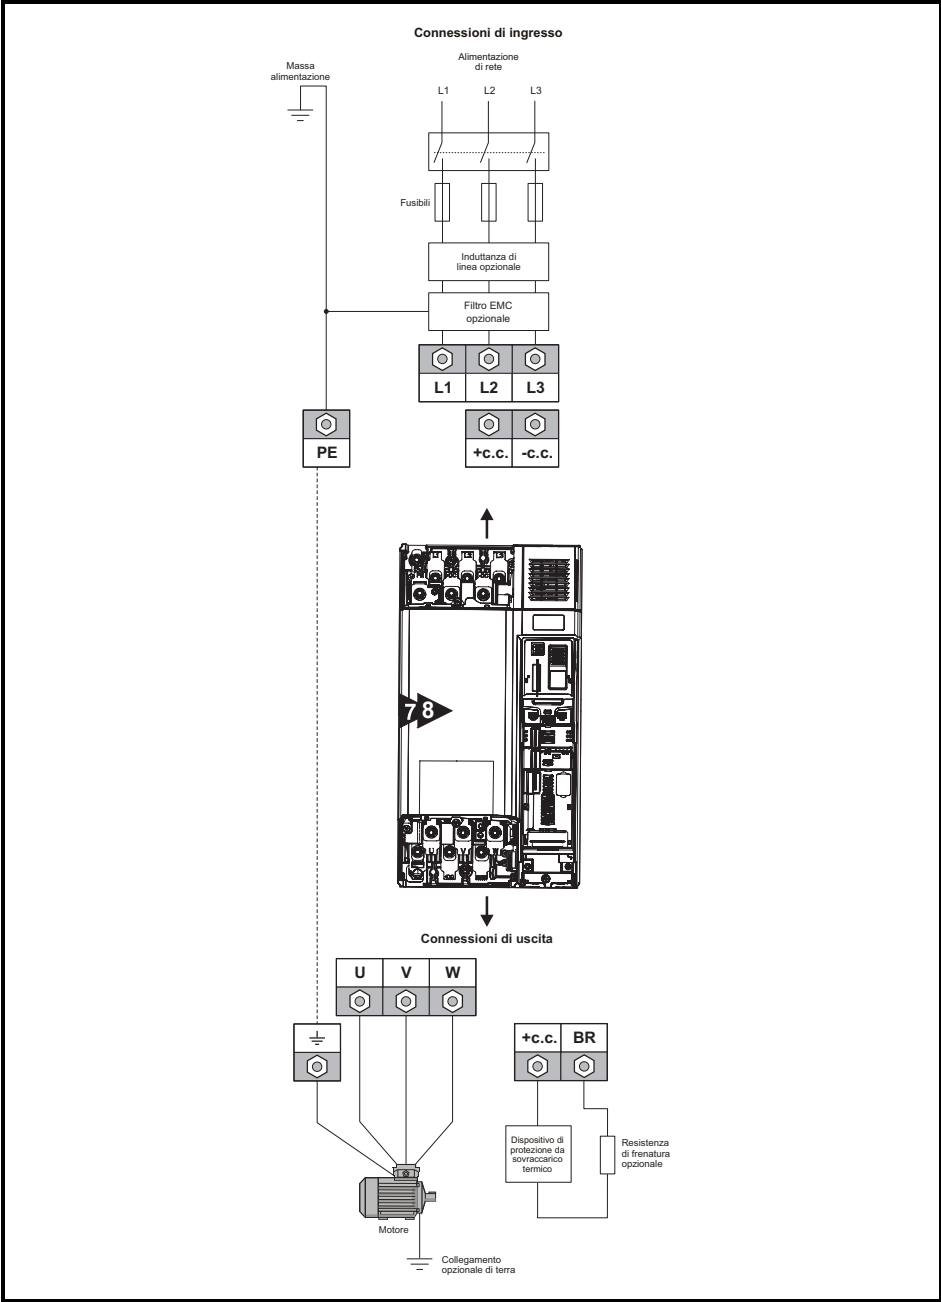 Connessioni di ingresso
Alimentazione
di rete
Massa
alimentazione
L1 L2 L3
Fusibili
Induttanza di
linea opzionale
Filtro EMC
opzionale
L1 L2 L3
PE
+c.c. -c.c.
7 8
Connessioni di uscita
U V W
+c.c. BR
Dispositivo di
protezione da
sovraccarico
termico
Resistenza
di frenatura
opzionale
Motore
Collegamento
opzionale di terra